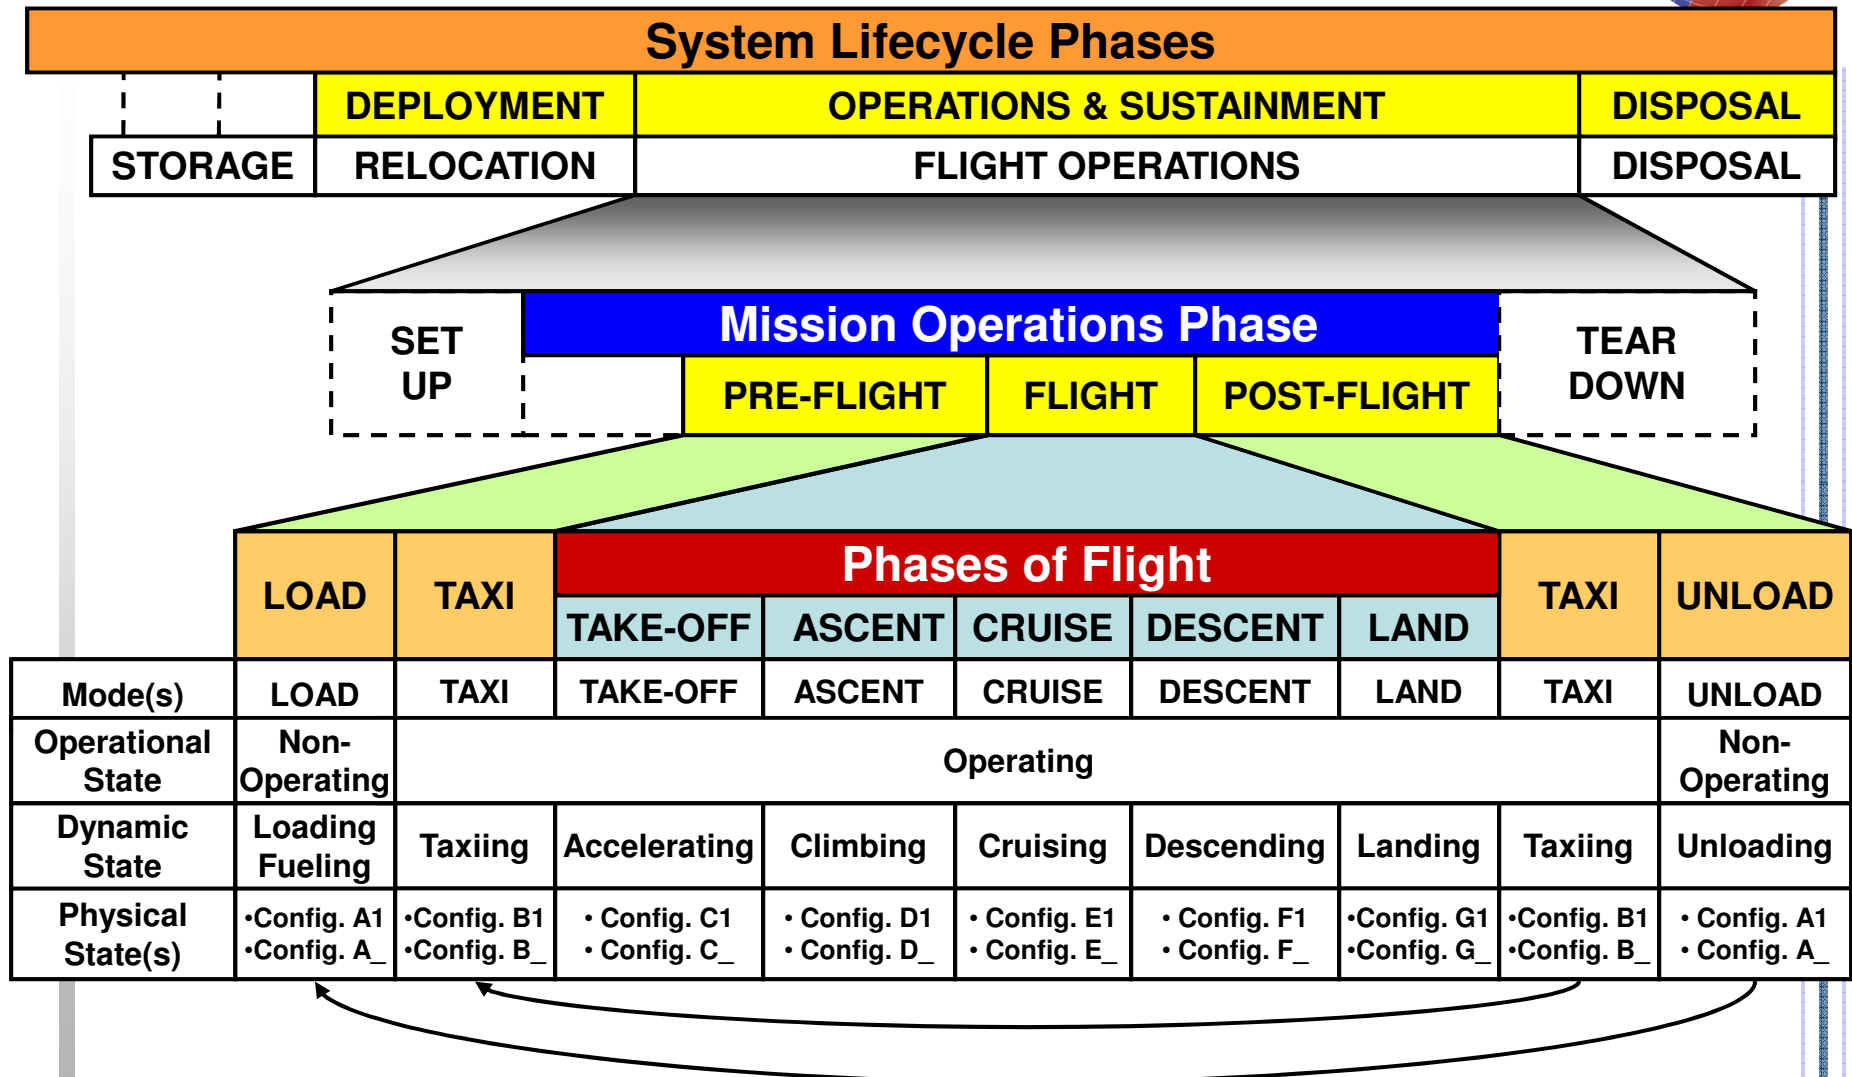 System Lifecycle Phases
DEPLOYMENT OPERATIONS & SUSTAINMENT DISPOSAL
STORAGE RELOCATION FLIGHT OPERATIONS DISPOSAL
SET
UP
Mission Operations Phase
TEAR
DOWN
PRE-FLIGHT FLIGHT POST-FLIGHT
LOAD TAXI
Phases of Flight
TAXI UNLOAD
TAKE-OFF ASCENT CRUISE DESCENT LAND
Mode(s) LOAD TAXI TAKE-OFF ASCENT CRUISE DESCENT LAND TAXI UNLOAD
Operational
State
Non-
Operating
Operating
Non-
Operating
Dynamic
State
Loading
Fueling
Taxiing Accelerating Climbing Cruising Descending Landing Taxiing Unloading
Physical
State(s)
•Config. A1
•Config. A_
•Config. B1
•Config. B_
• Config. C1
• Config. C_
• Config. D1
• Config. D_
• Config. E1
• Config. E_
• Config. F1
• Config. F_
•Config. G1
•Config. G_
•Config. B1
•Config. B_
• Config. A1
• Config. A_